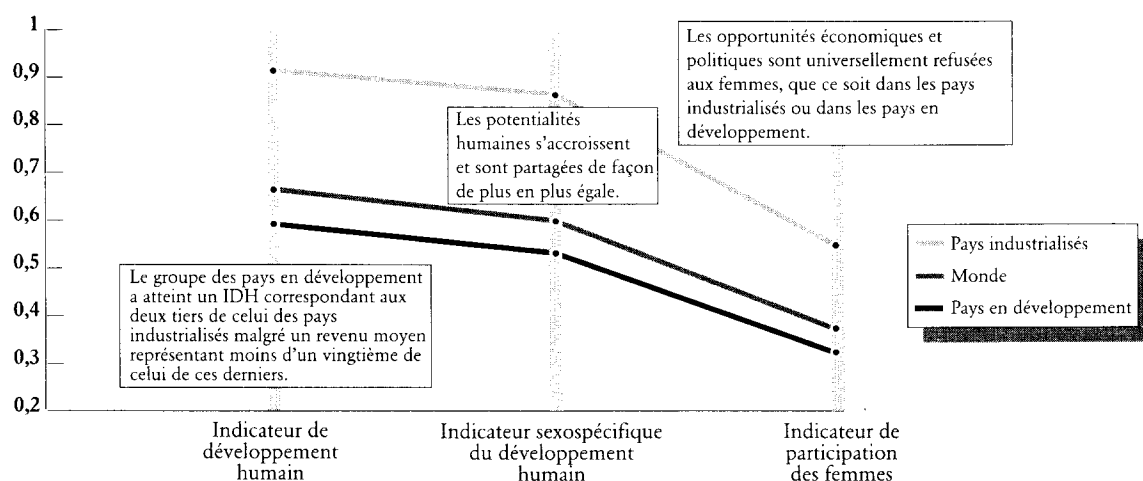 1
0,9
0,8
0,7
0,6
0,5
0,4
0,3
0,2
Les opportunités économiques et
politiques sont universellement refusées
aux femmes, que ce soit dans les pays
industrialisés ou dans les pays en
développement.
Les potentialités
humaines s'accroissent
et sont partagées de façon
de plus en plus égale.
Le groupe des pays en développement
a atteint un IDH correspondant aux
deux tiers de celui des pays
industrialisés malgré un revenu moyen
représentant moins d'un vingtième de
celui de ces derniers.
Pays industrialisés
Monde
Pays en développement
Indicateur de
développement
humain
Indicateur sexospécifique
du développement
humain
Indicateur de
participation
des femmes